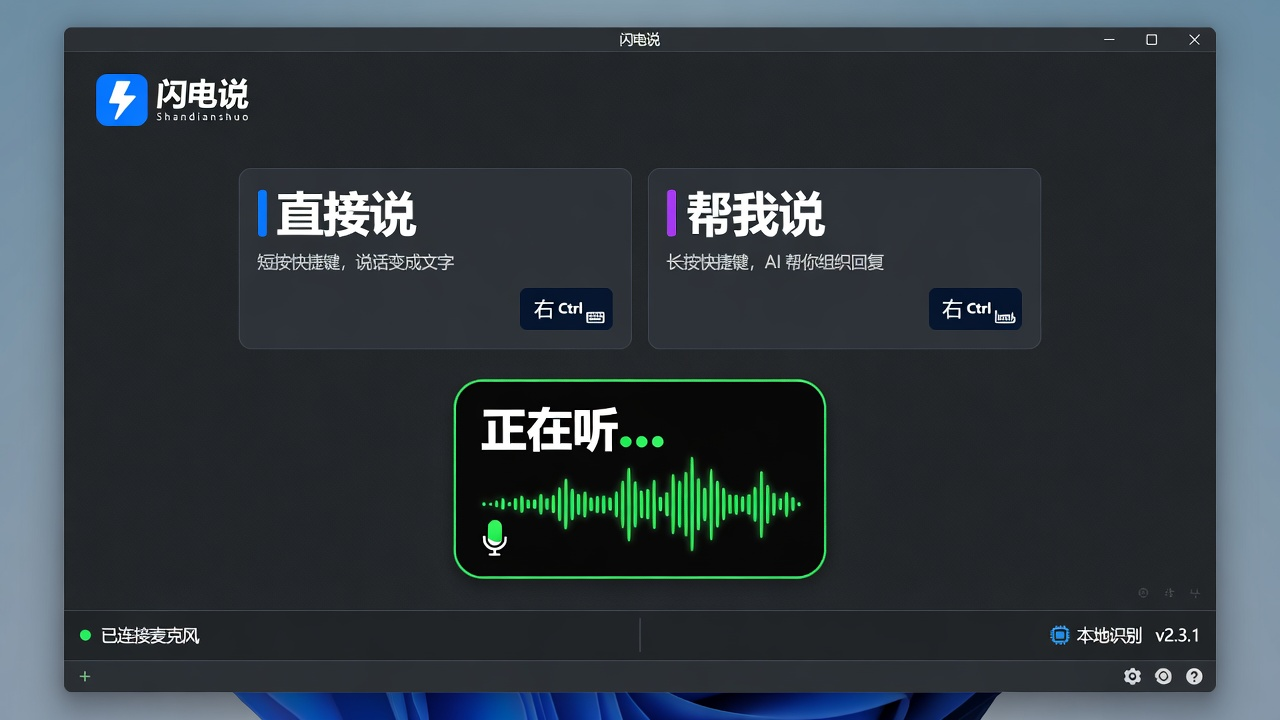 闪电说
闪电说
Shandianshuo
直接说
短按快捷键，说话变成文字
右 Ctrl
帮我说
长按快捷键，AI 帮你组织回复
右 Ctrl
正在听...
已连接麦克风
本地识别 v2.3.1